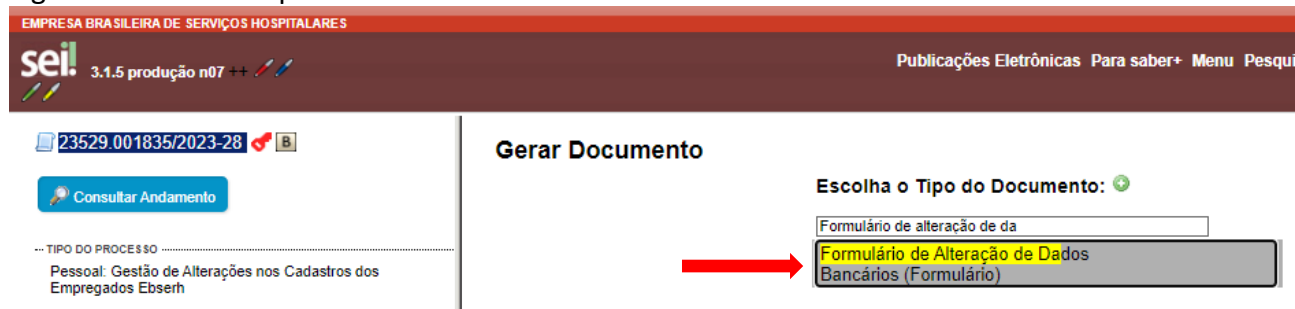 EMPRESA BRASILEIRA DE SERVIÇOS HOSPITALARES
sei! 3.1.5 produção n07 ++
Publicações Eletrônicas Para saber+ Menu Pesqui
23529.001835/2023-28 B
Gerar Documento
Consultar Andamento
Escolha o Tipo do Documento:
Formulário de alteração de da
TIPO DO PROCESSO
Formulário de Alteração de Dados
Bancários (Formulário)
Pessoal: Gestão de Alterações nos Cadastros dos
Empregados Ebserh